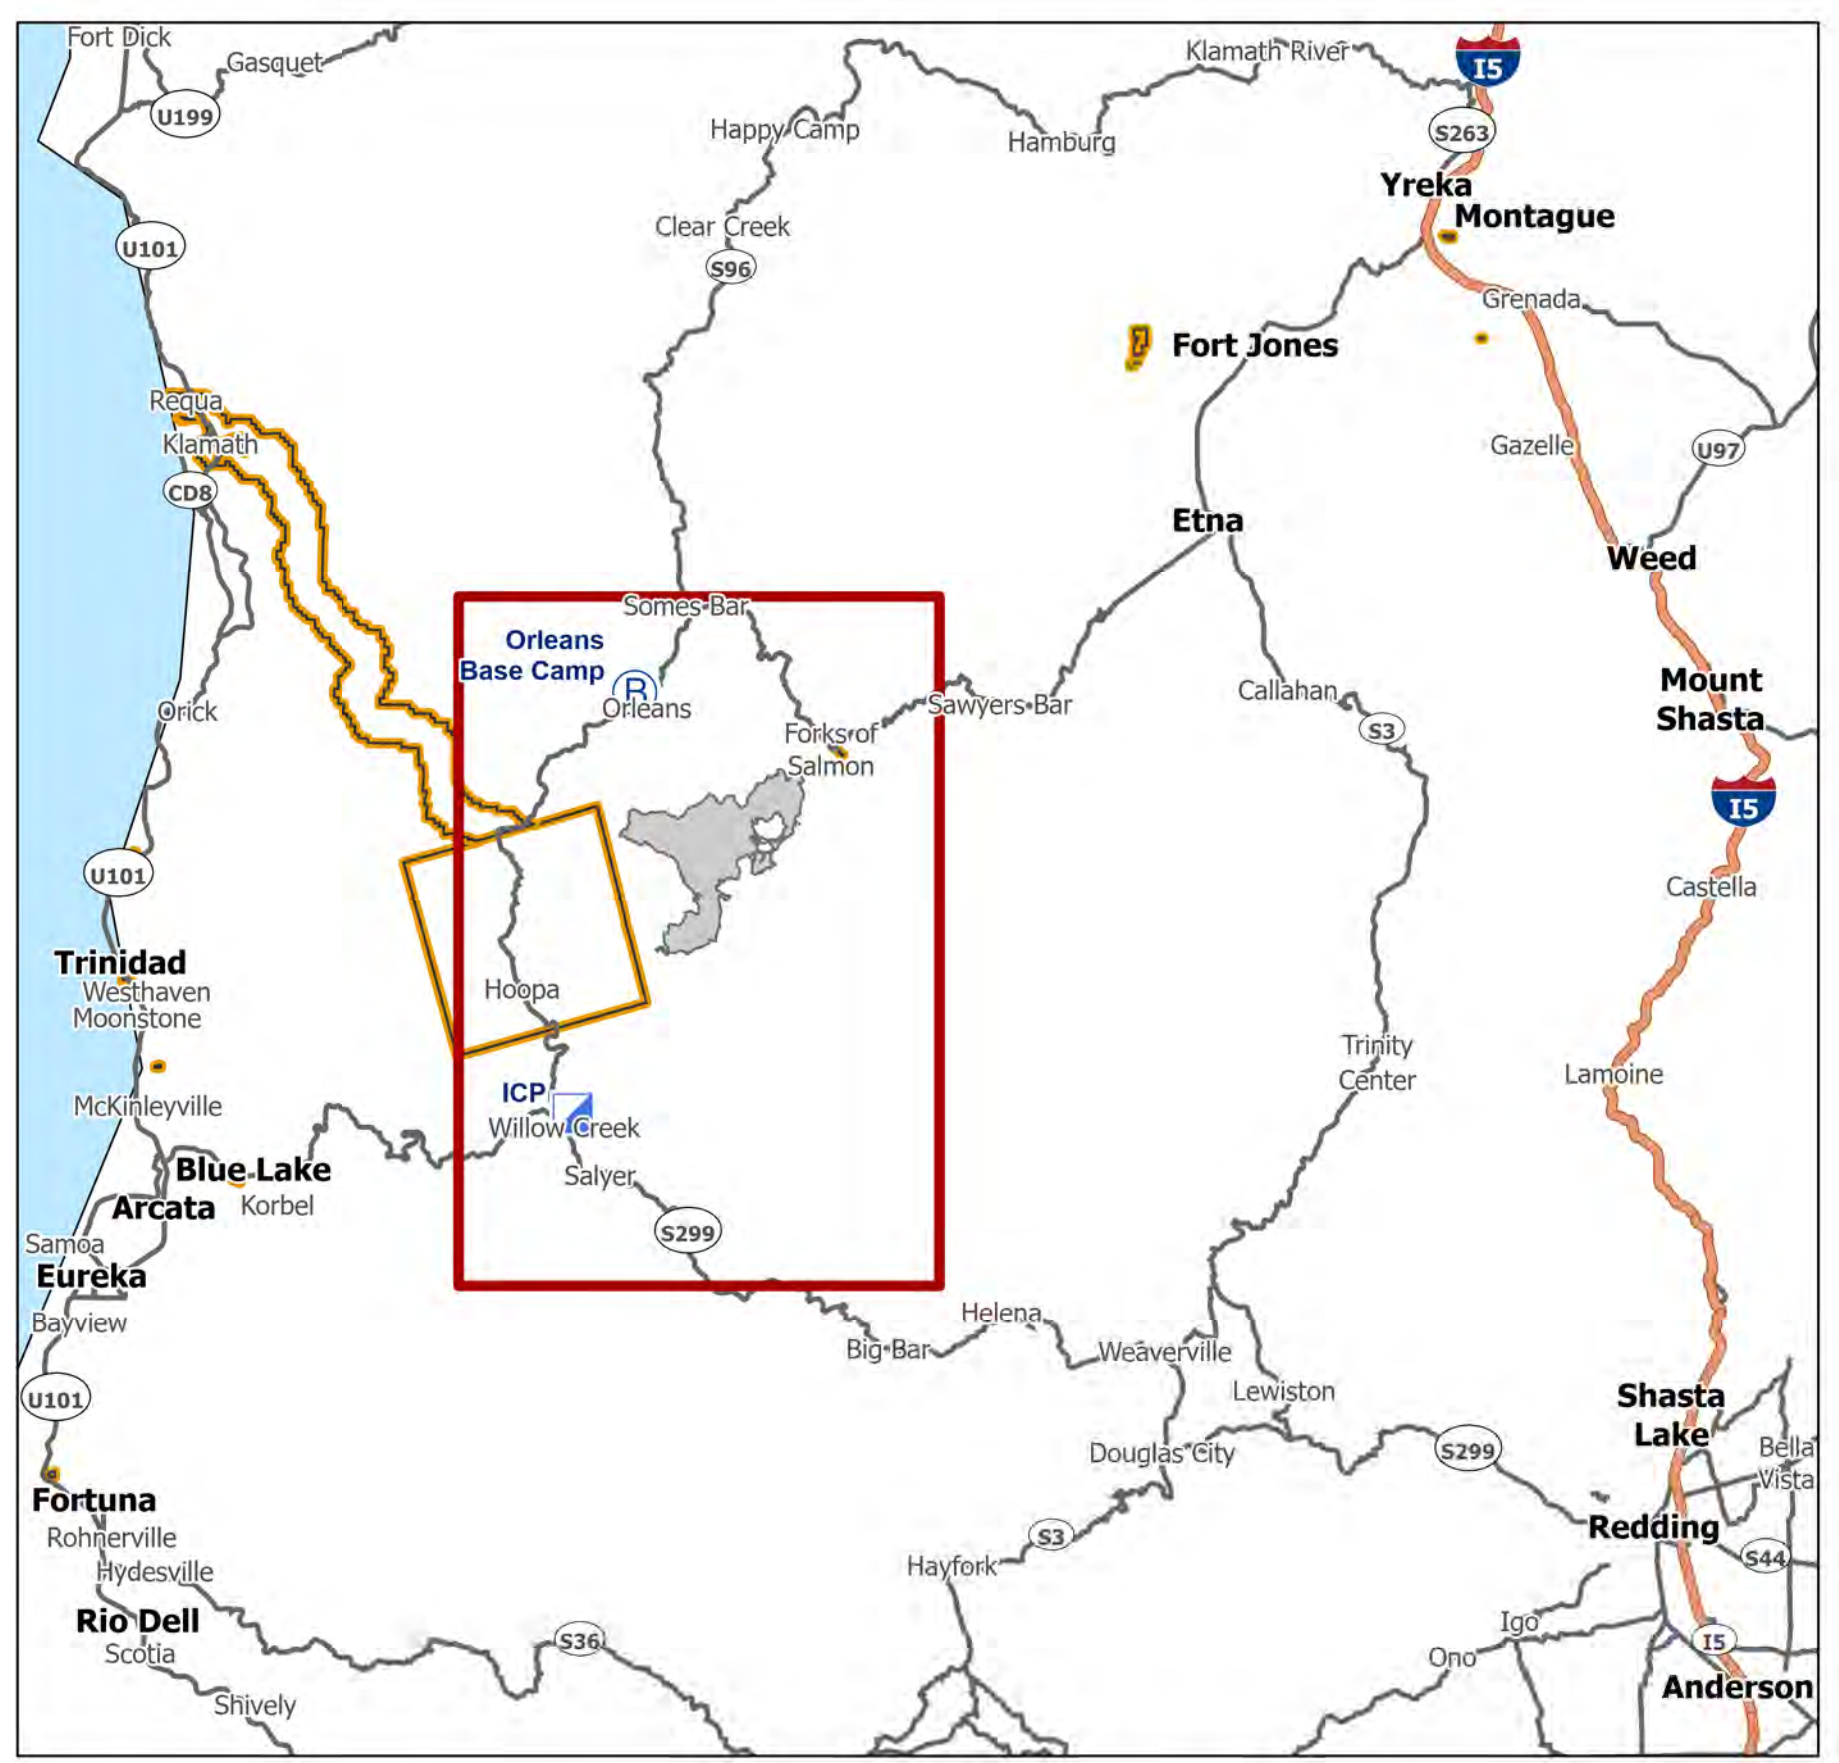 Fort Dick
Gasquet
U199
Klamath River
I5
Happy Camp
Hamburg
S263
Yreka
Montague
Clear Creek
U101
S96
Grenada
Fort Jones
Requa
Klamath
Gazelle
U97
CD8
Etna
Weed
Somes Bar
Orleans
Base Camp
R
Orleans
Sawyers Bar
Callahan
Mount
Shasta
Orick
S3
Forks of
Salmon
I5
U101
Castella
Trinidad
Westhaven
Moonstone
Hoopa
Trinity
Center
Lamoine
McKinleyville
ICP
Willow Creek
Blue Lake
Salyer
Arcata
Korbel
S299
Samoa
Eureka
Bayview
Helena
Big Bar
Weaverville
Lewiston
U101
Shasta
Lake
Douglas City
S299
Bella
Vista
Fortuna
Redding
Rohnerville
S3
S44
Hydesville
Hayfork
Rio Dell
Scotia
S36
Igo
I5
Ono
Anderson
Shively